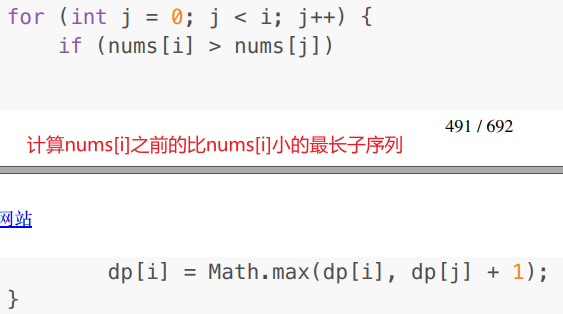 for (int j = 0; j < i; j++) {
if (nums[i] > nums[j])
491 / 692
计算nums[i]之前的比nums[i]小的最长子序列
网站
dp[i] = Math.max(dp[i], dp[j] + 1);
}